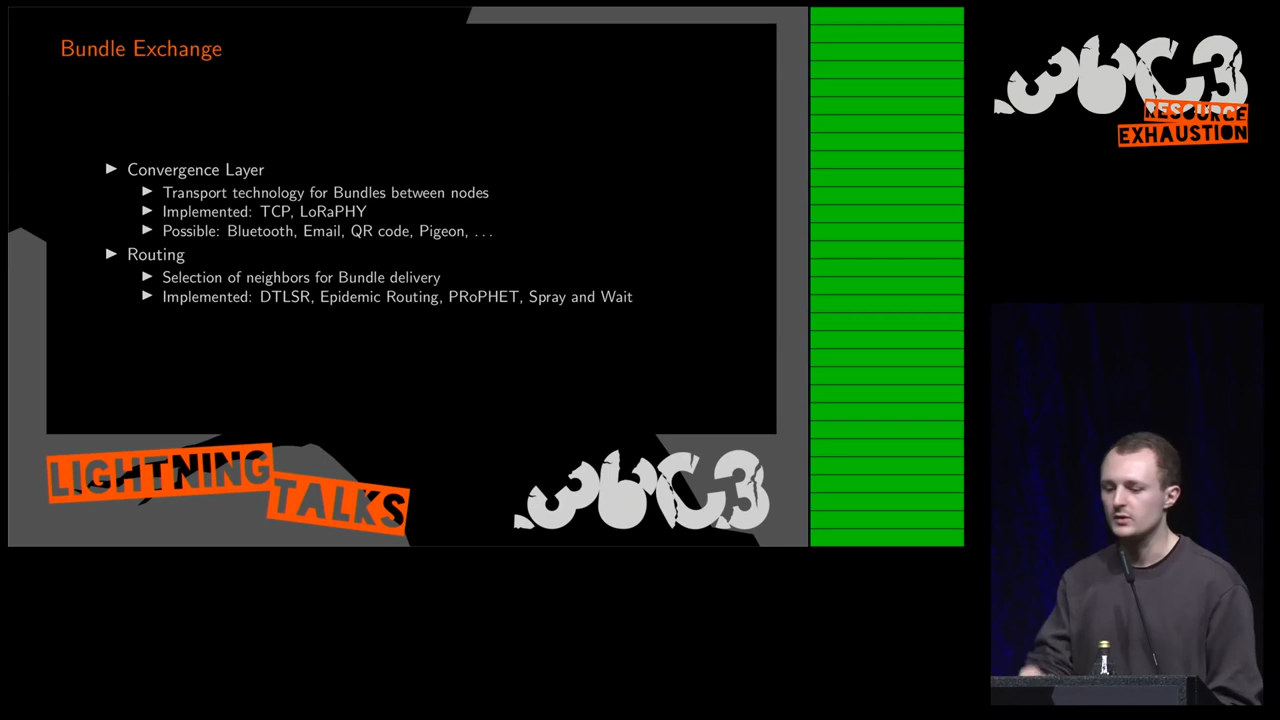 Bundle Exchange
Convergence Layer
Transport technology for Bundles between nodes
Implemented: TCP, LoRaPHY
Possible: Bluetooth, Email, QR code, Pigeon, . . .
Routing
Selection of neighbors for Bundle delivery
Implemented: DTLSR, Epidemic Routing, PRoPHET, Spray and Wait
LIGHTNING
TALKS
36C3
36C3
RESOURCE
EXHAUSTION